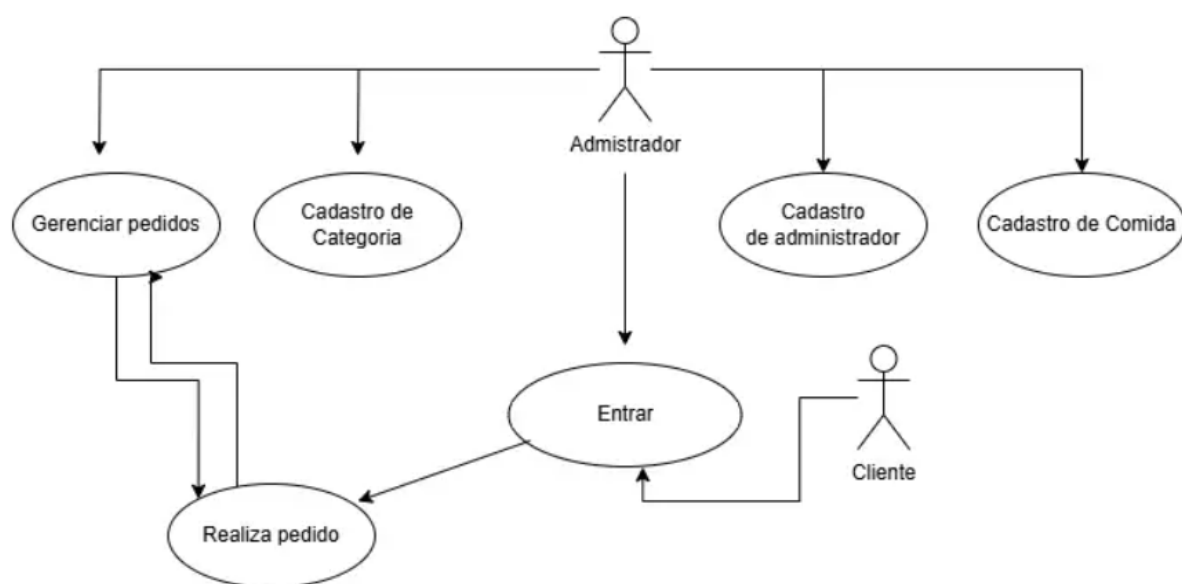 Admistrador
Gerenciar pedidos
Cadastro de
Categoria
Cadastro
de administrador
Cadastro de Comida
Entrar
Cliente
Realiza pedido